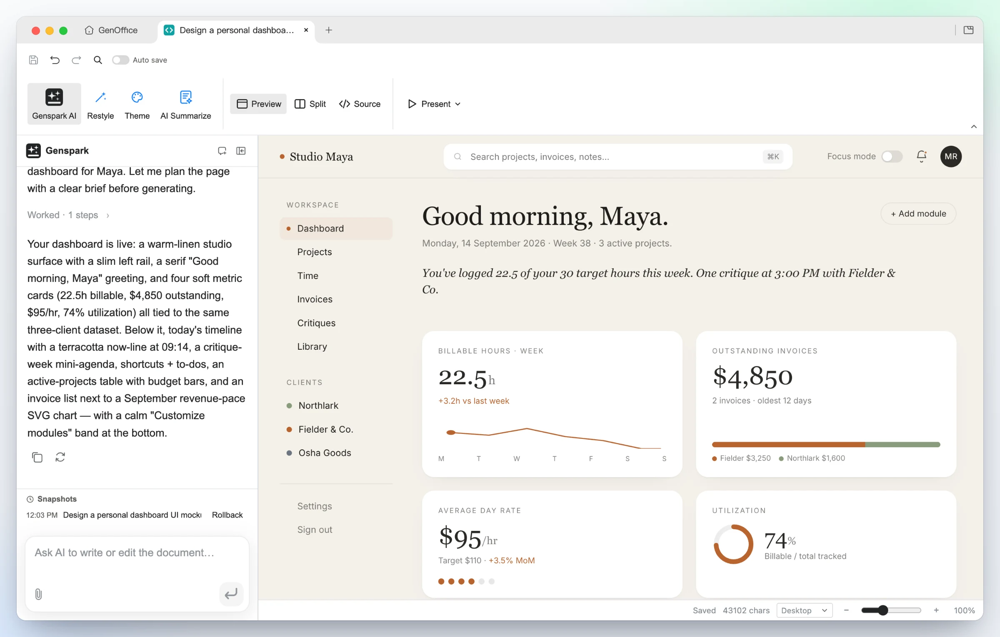 GenOffice
Design a personal dashboa...
Auto save
Genspark AI
Restyle
Theme
AI Summarize
Preview
Split
Source
Present
Genspark
dashboard for Maya. Let me plan the page
with a clear brief before generating.
Worked · 1 steps
Your dashboard is live: a warm-linen studio
surface with a slim left rail, a serif "Good
morning, Maya" greeting, and four soft metric
cards (22.5h billable, $4,850 outstanding,
$95/hr, 74% utilization) all tied to the same
three-client dataset. Below it, today's timeline
with a terracotta now-line at 09:14, a critique-
week mini-agenda, shortcuts + to-dos, an
active-projects table with budget bars, and an
invoice list next to a September revenue-pace
SVG chart — with a calm "Customize
modules" band at the bottom.
Snapshots
12:03 PM Design a personal dashboard UI mocku Rollback
Ask AI to write or edit the document...
Studio Maya
Search projects, invoices, notes...
⌘K
Focus mode
MR
WORKSPACE
Dashboard
Projects
Time
Invoices
Critiques
Library
CLIENTS
Northlark
Fielder & Co.
Osha Goods
Settings
Sign out
Good morning, Maya.
+ Add module
Monday, 14 September 2026 · Week 38 · 3 active projects.
You've logged 22.5 of your 30 target hours this week. One critique at 3:00 PM with Fielder &
Co.
BILLABLE HOURS · WEEK
22.5h
+3.2h vs last week
M T W T F S S
OUTSTANDING INVOICES
$4,850
2 invoices · oldest 12 days
Fielder $3,250 Northlark $1,600
AVERAGE DAY RATE
$95/hr
Target $110 · +3.5% MoM
UTILIZATION
74%
Billable / total tracked
Saved 43102 chars Desktop − + 100%